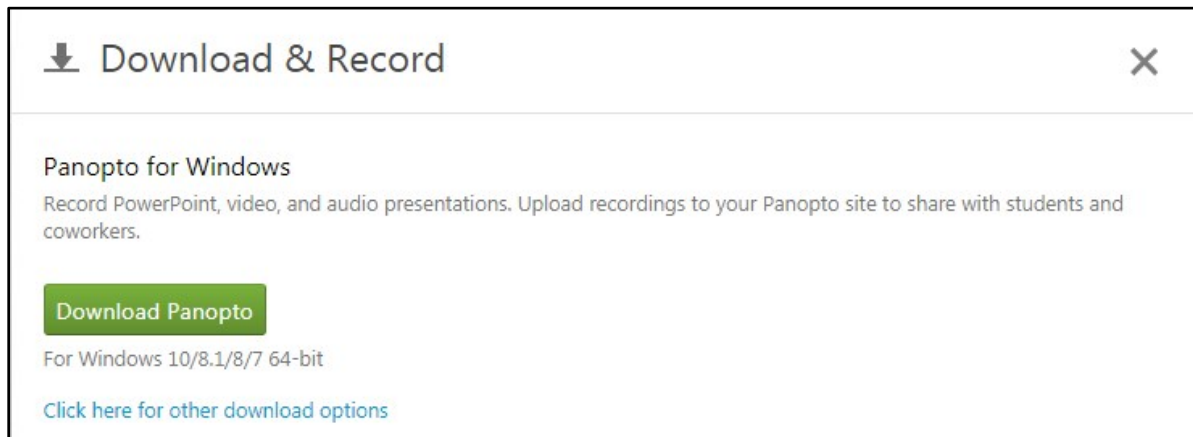 Download & Record
Panopto for Windows
Record PowerPoint, video, and audio presentations. Upload recordings to your Panopto site to share with students and
coworkers.
Download Panopto
For Windows 10/8.1/8/7 64-bit
Click here for other download options